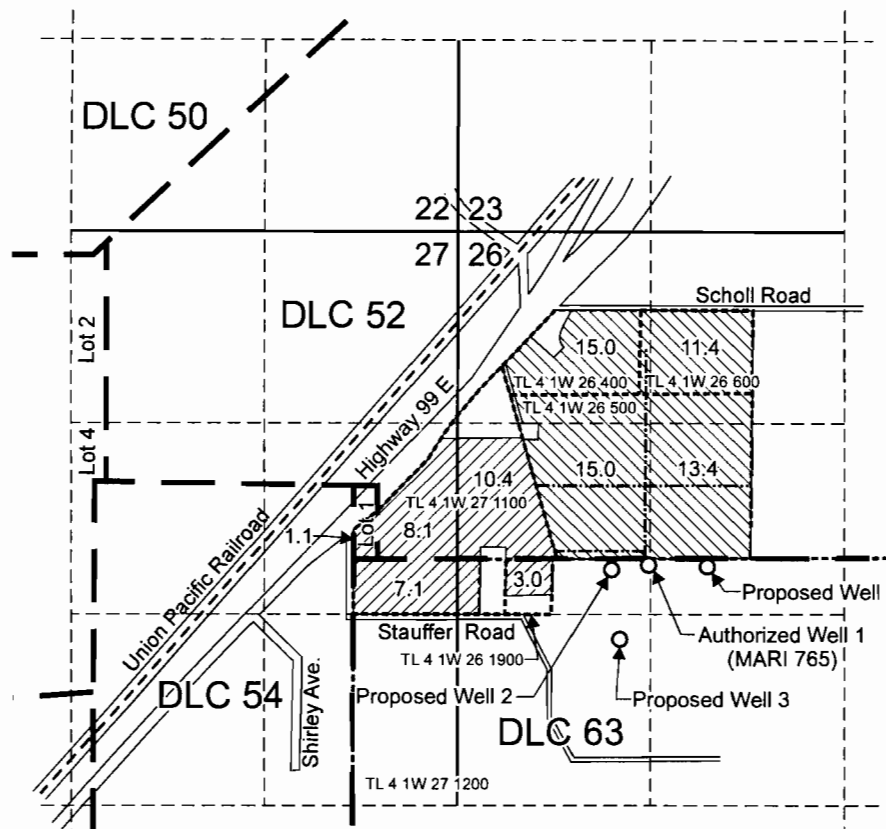 DLC 50
22 23
27 26
DLC 52
Scholl Road
Lot 2
15.0
11.4
TL 4 1W 26 400
TL 4 1W 26 600
TL 4 1W 26 500
Highway 99 E
Lot 4
15.0
13.4
10.4
TL 4 1W 27 1100
Lot 1
1.1
8.1
7.1
3.0
Union Pacific Railroad
Proposed Well
Stauffer Road
Authorized Well 1
(MARI 765)
TL 4 1W 26 1900
Proposed Well 2
Proposed Well 3
DLC 54
Shirley Ave.
DLC 63
TL 4 1W 27 1200